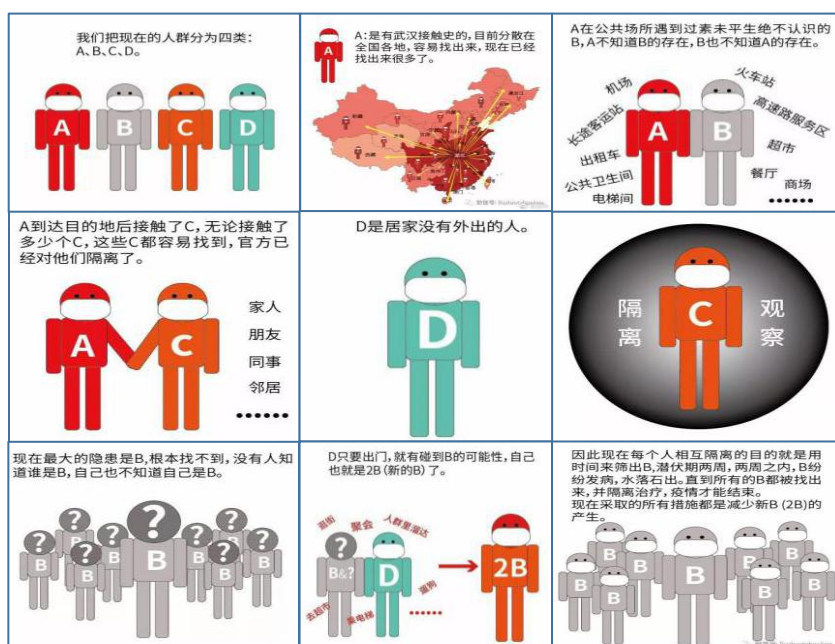 我们把现在的人群分为四类：
A、B、C、D。
A
B
C
D
A：是有武汉接触史的，目前分散在
全国各地，容易找出来，现在已经
找出来很多了。
A
A在公共场所遇到过素未平生绝不认识的
B，A不知道B的存在，B也不知道A的存在。
机场
长途客运站
出租车
公共卫生间
电梯间
A
B
火车站
高速路服务区
超市
餐厅
商场
••••••
A到达目的地后接触了C，无论接触了
多少个C，这些C都容易找到，官方已
经对他们隔离了。
A
C
家人
朋友
同事
邻居
••••••
D是居家没有外出的人。
D
隔离
C
观察
现在最大的隐患是B，根本找不到，没有人知
道谁是B，自己也不知道自己是B。
?
?
?
?
?
?
?
?
B
B
B
B
B
B
B
D只要出门，就有碰到B的可能性，自己
也就是2B（新的B）了。
逛街
聚会
人群里溜达
?
B&?
D
去超市
乘电梯
遛狗
••••••
2B
因此现在每个人相互隔离的目的就是用
时间来筛出B，潜伏期两周，两周之内，B纷
纷发病，水落石出。直到所有的B都被找出
来，并隔离治疗，疫情才能结束。
现在采取的所有措施都是减少新B (2B)的
产生。
B
B
B
B
B
B
B
B